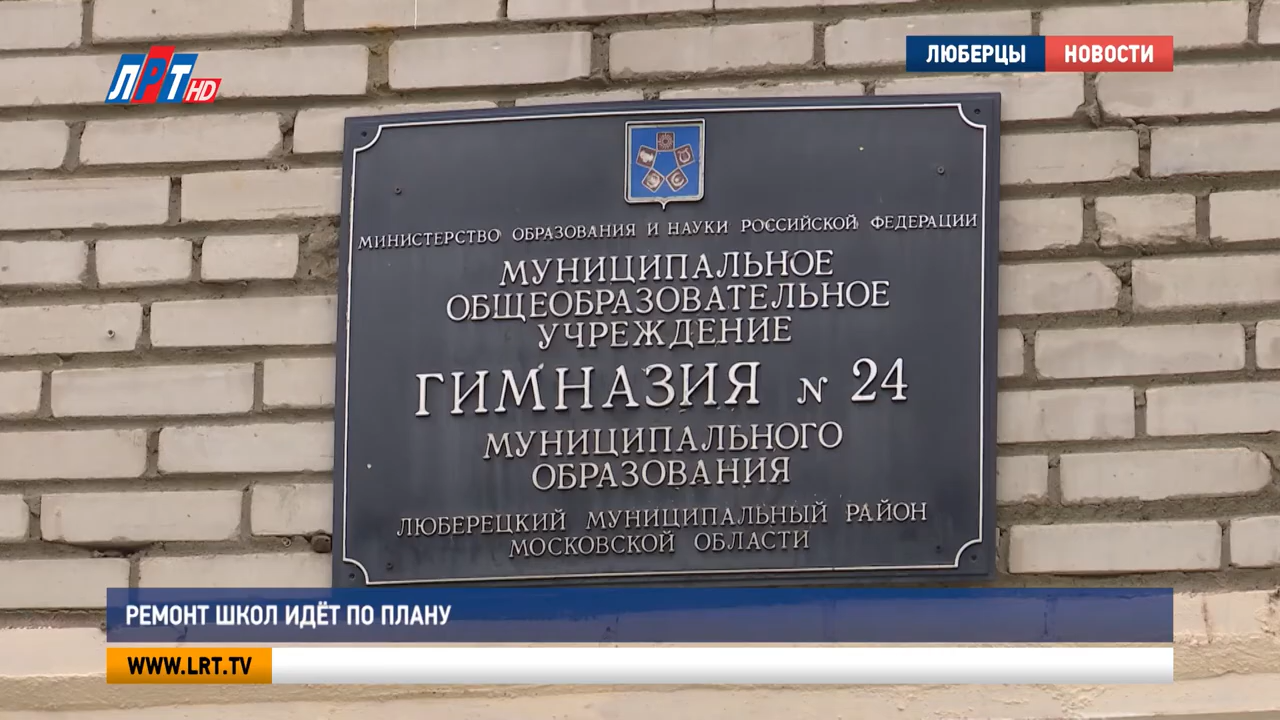 ЛРТ HD
ЛЮБЕРЦЫ НОВОСТИ
МИНИСТЕРСТВО ОБРАЗОВАНИЯ И НАУКИ РОССИЙСКОЙ ФЕДЕРАЦИИ
МУНИЦИПАЛЬНОЕ
ОБЩЕОБРАЗОВАТЕЛЬНОЕ
УЧРЕЖДЕНИЕ
ГИМНАЗИЯ N 24
МУНИЦИПАЛЬНОГО
ОБРАЗОВАНИЯ
ЛЮБЕРЕЦКИЙ МУНИЦИПАЛЬНЫЙ РАЙОН
МОСКОВСКОЙ ОБЛАСТИ
РЕМОНТ ШКОЛ ИДЁТ ПО ПЛАНУ
WWW.LRT.TV